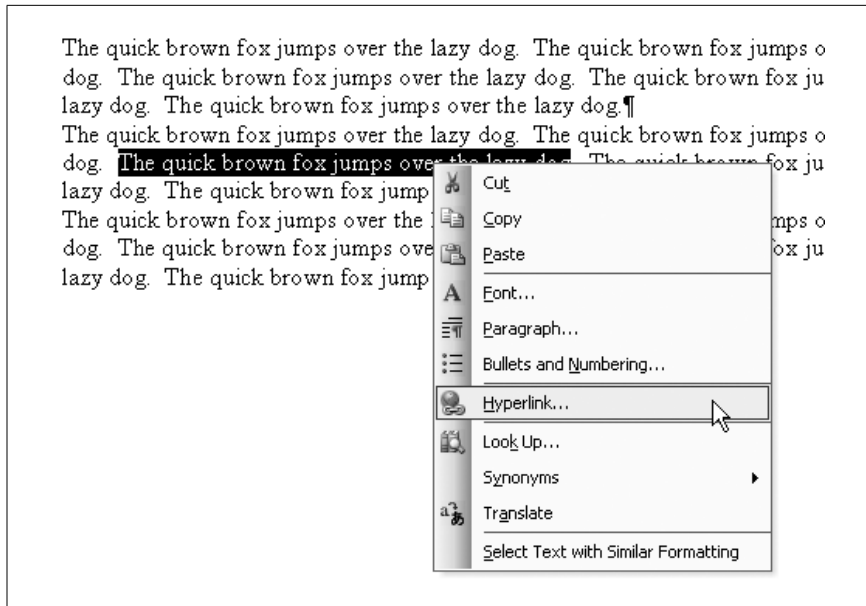 The quick brown fox jumps over the lazy dog.  The quick brown fox jumps o
dog.  The quick brown fox jumps over the lazy dog.  The quick brown fox ju
lazy dog.  The quick brown fox jumps over the lazy dog.¶
The quick brown fox jumps over the lazy dog.  The quick brown fox jumps o
dog.  The quick brown fox jumps over the lazy dog.  The quick brown fox ju
lazy dog.  The quick brown fox jump
The quick brown fox jumps over the mps o
dog.  The quick brown fox jumps ove ox ju
lazy dog.  The quick brown fox jump
Cut
Copy
Paste
Font...
Paragraph...
Bullets and Numbering...
Hyperlink...
Look Up...
Synonyms
Translate
Select Text with Similar Formatting